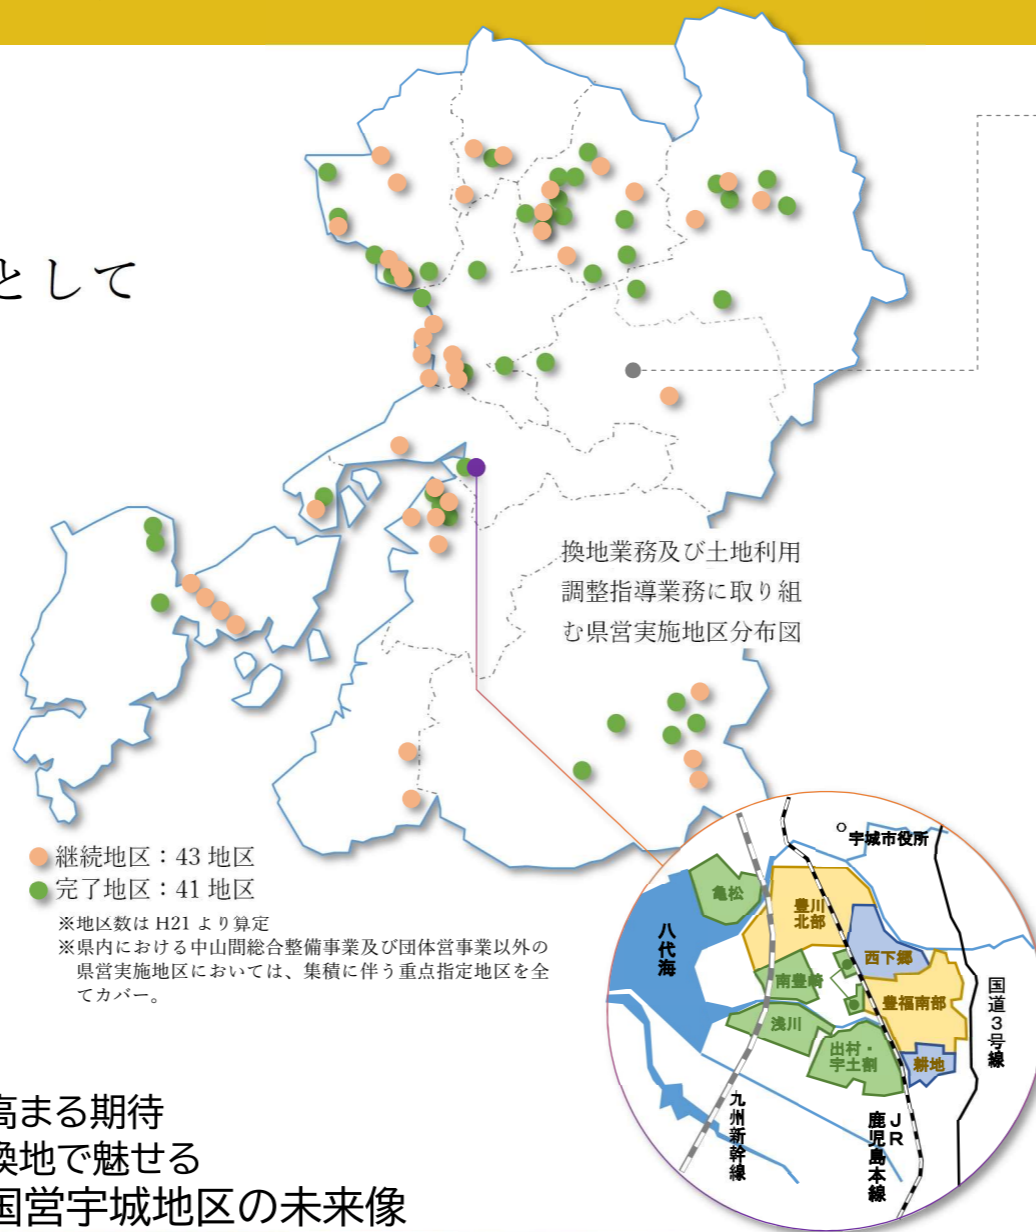 として
換地業務及び土地利用
調整指導業務に取り組
む県営実施地区分布図
継続地区：43 地区
完了地区：41 地区
※地区数は H21 より算定
※県内における中山間総合整備事業及び団体営事業以外の
県営実施地区においては、集積に伴う重点指定地区を全
てカバー。
宇城市役所
亀松
豊川
北部
八代海
西下郷
南豊崎
豊福南部
国道３号線
浅川
出村・
宇土割
耕地
九州新幹線
ＪＲ
鹿児島本線
高まる期待
換地で魅せる
国営宇城地区の未来像